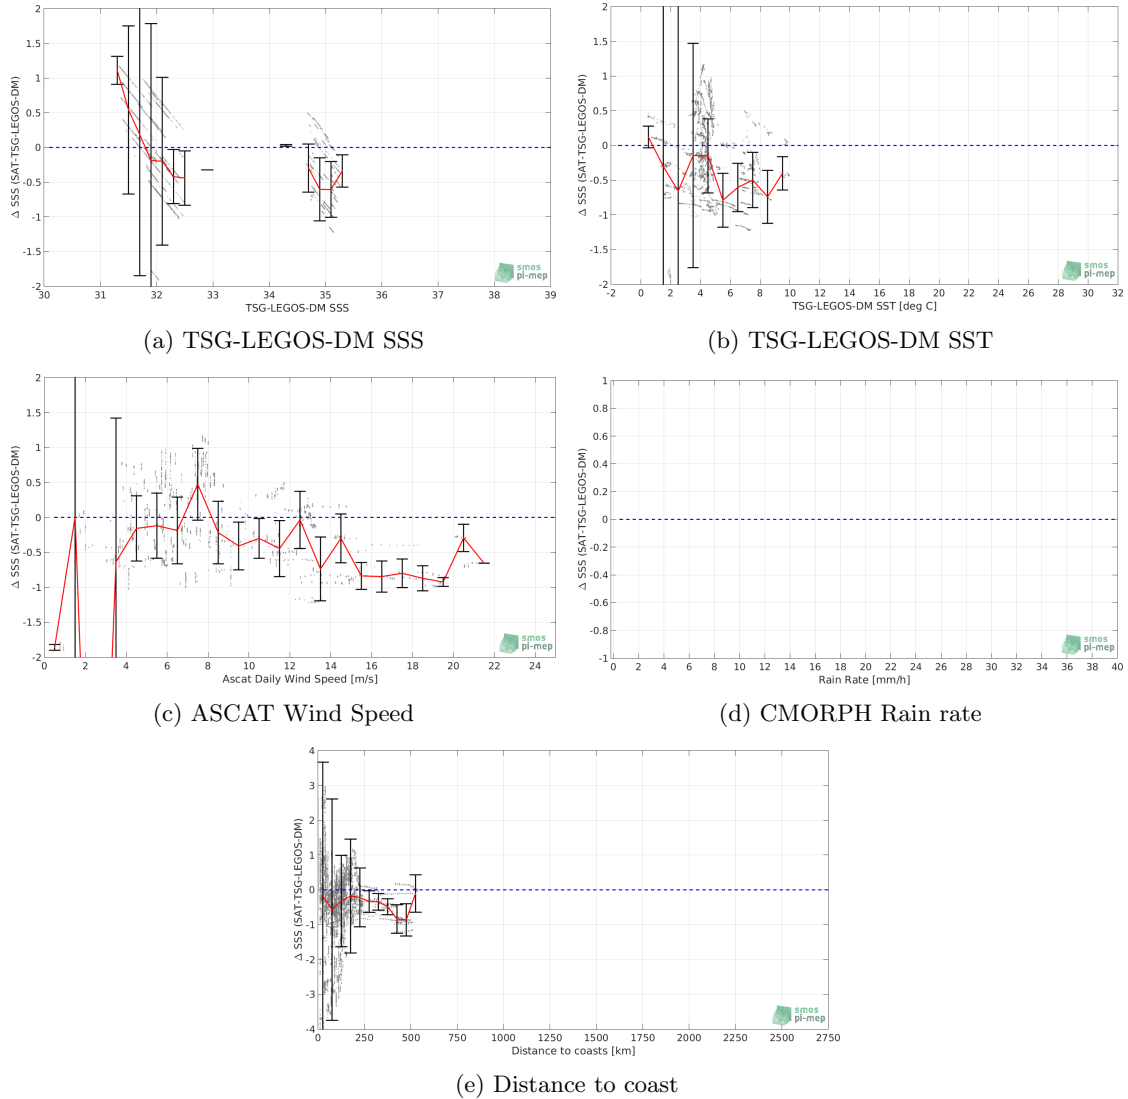 2
1.5
1
0.5
0
-0.5
-1
-1.5
-2
Δ SSS (SAT-TSG-LEGOS-DM)
30 31 32 33 34 35 36 37 38 39
TSG-LEGOS-DM SSS
smos
pi-mep
(a) TSG-LEGOS-DM SSS
2
1.5
1
0.5
0
-0.5
-1
-1.5
-2
Δ SSS (SAT-TSG-LEGOS-DM)
-2 0 2 4 6 8 10 12 14 16 18 20 22 24 26 28 30 32
TSG-LEGOS-DM SST [deg C]
smos
pi-mep
(b) TSG-LEGOS-DM SST
2
1.5
1
0.5
0
-0.5
-1
-1.5
-2
Δ SSS (SAT-TSG-LEGOS-DM)
0 2 4 6 8 10 12 14 16 18 20 22 24
Ascat Daily Wind Speed [m/s]
smos
pi-mep
(c) ASCAT Wind Speed
1
0.8
0.6
0.4
0.2
0
-0.2
-0.4
-0.6
-0.8
-1
Δ SSS (SAT-TSG-LEGOS-DM)
0 2 4 6 8 10 12 14 16 18 20 22 24 26 28 30 32 34 36 38 40
Rain Rate [mm/h]
smos
pi-mep
(d) CMORPH Rain rate
4
3
2
1
0
-1
-2
-3
-4
Δ SSS (SAT-TSG-LEGOS-DM)
0 250 500 750 1000 1250 1500 1750 2000 2250 2500 2750
Distance to coasts [km]
smos
pi-mep
(e) Distance to coast